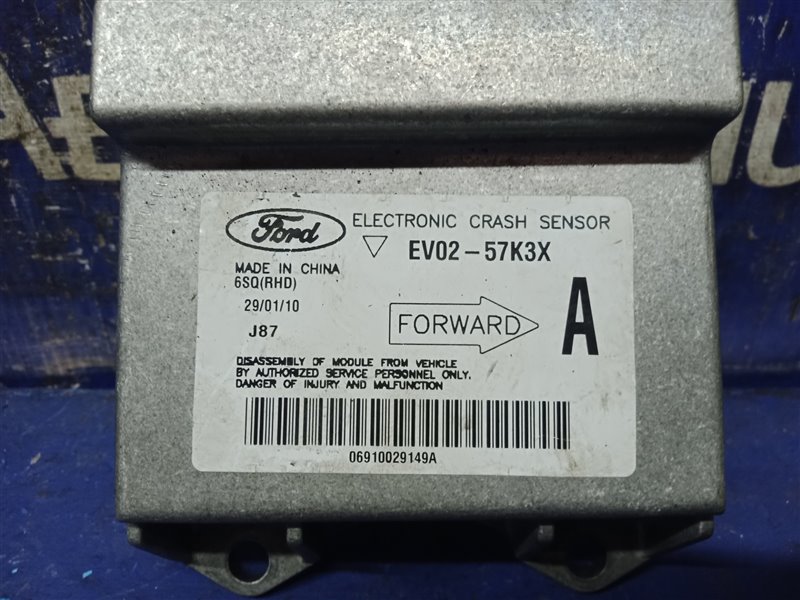 Ford ELECTRONIC CRASH SENSOR
EV02-57K3X
MADE IN CHINA
6SQ(RHD)
29/01/10
J87
FORWARD
A
DISASSEMBLY OF MODULE FROM VEHICLE
BY AUTHORIZED SERVICE PERSONNEL ONLY.
DANGER OF INJURY AND MALFUNCTION
06910029149A